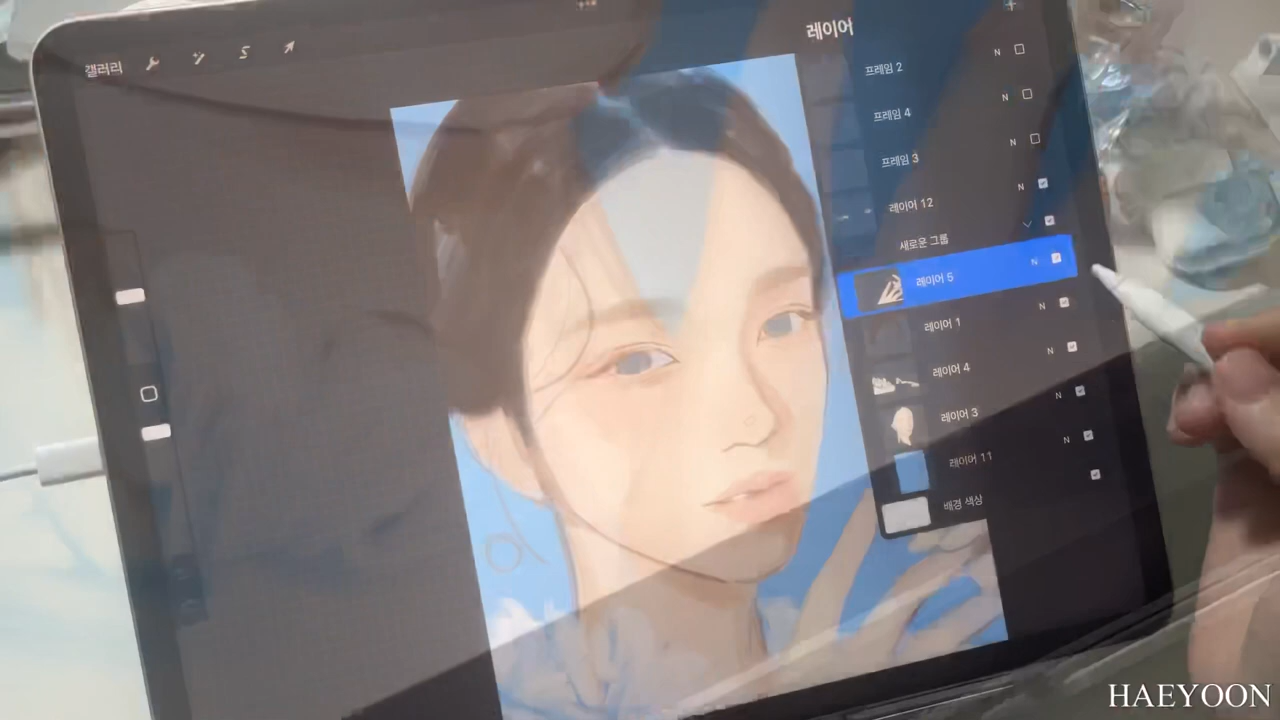 갤러리
레이어
프레임 2
N
프레임 4
N
프레임 3
N
레이어 12
N
새로운 그룹
레이어 5
N
레이어 1
N
레이어 4
N
레이어 3
N
레이어 11
N
배경 색상
HAEYOON